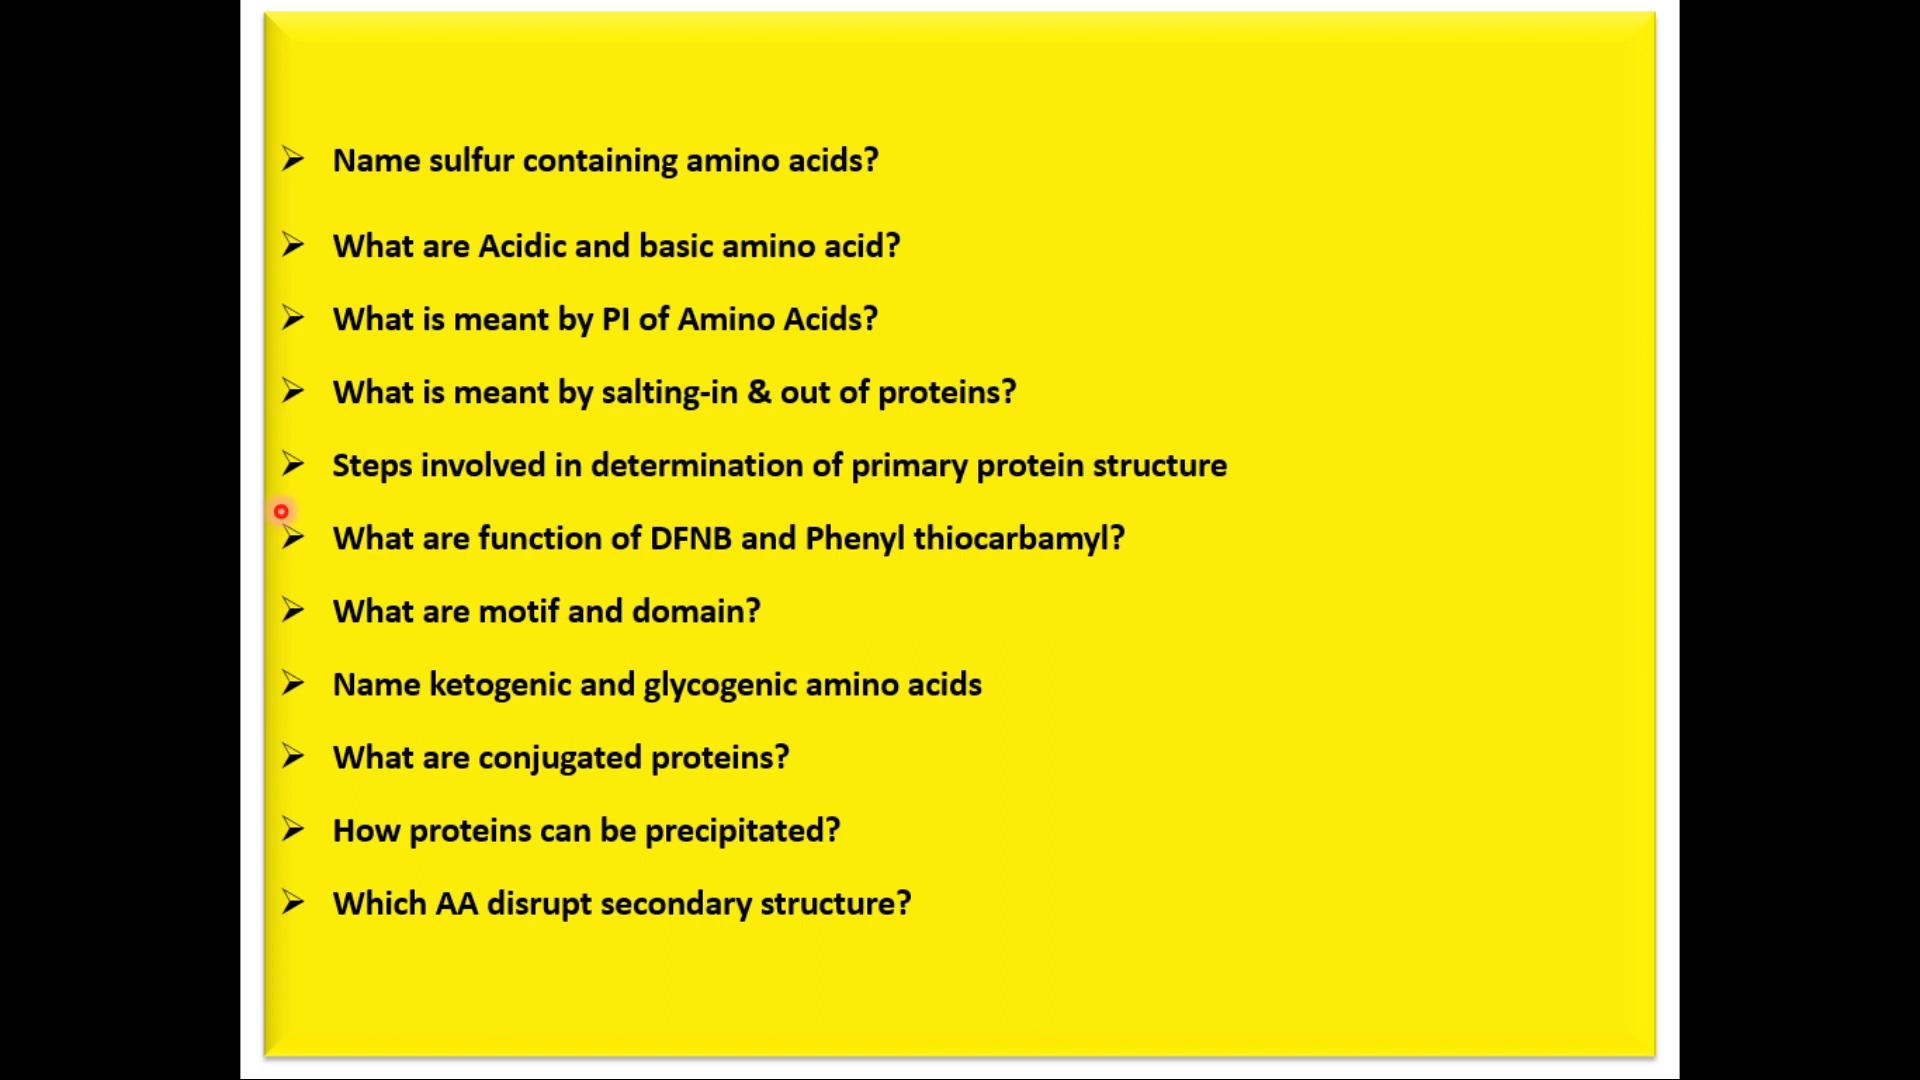 Name sulfur containing amino acids?
What are Acidic and basic amino acid?
What is meant by PI of Amino Acids?
What is meant by salting-in & out of proteins?
Steps involved in determination of primary protein structure
What are function of DFNB and Phenyl thiocarbamyl?
What are motif and domain?
Name ketogenic and glycogenic amino acids
What are conjugated proteins?
How proteins can be precipitated?
Which AA disrupt secondary structure?